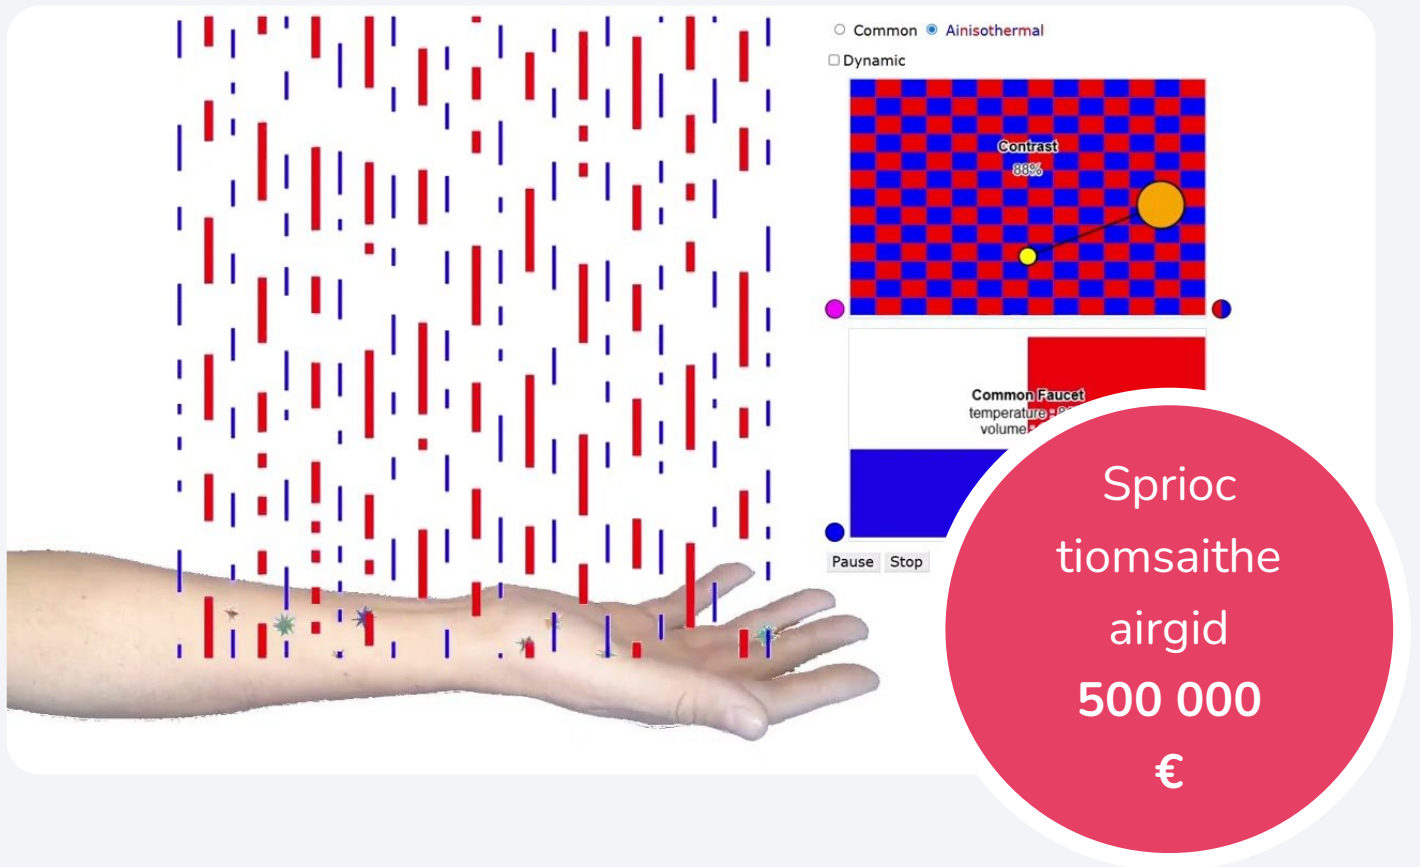 Common Ainisothermal
Dynamic
Contrast
88%
Common Faucet
temperature
volume
Pause Stop
Sprioc
tiomsaithe
airgid
500 000
€